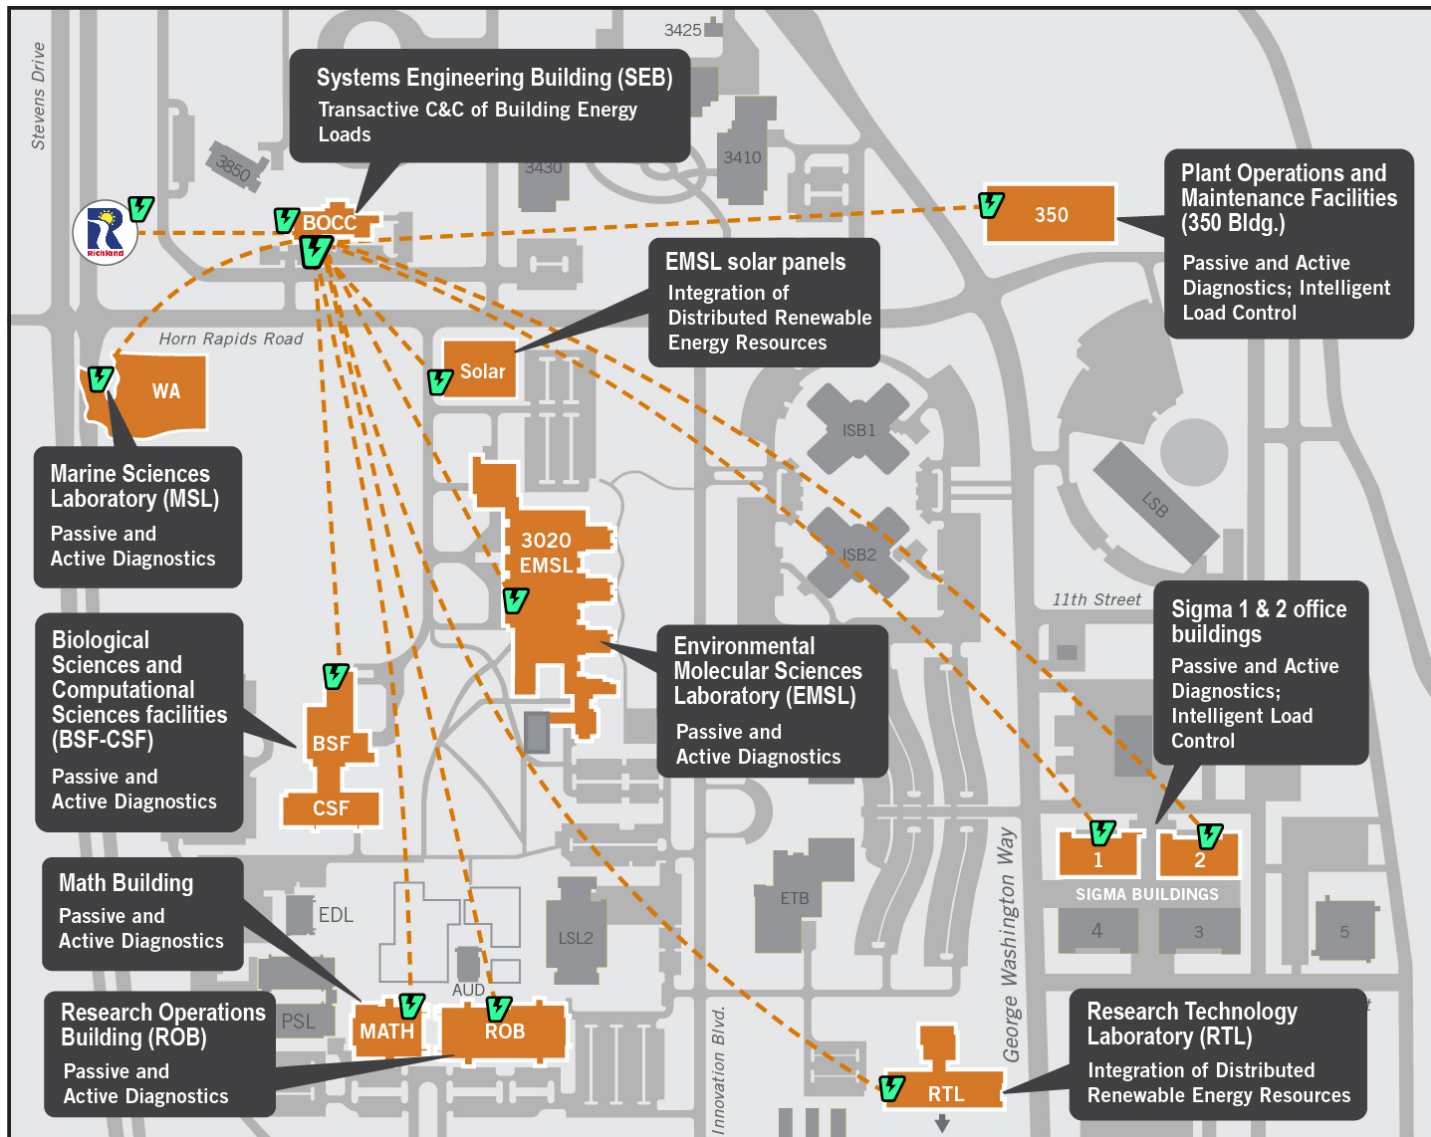 3425
Stevens Drive
Systems Engineering Building (SEB)
Transactive C&C of Building Energy
Loads
3850
3430
3410
Plant Operations and
Maintenance Facilities
(350 Bldg.)
Passive and Active
Diagnostics; Intelligent
Load Control
R
Richland
BOCC
350
EMSL solar panels
Integration of
Distributed Renewable
Energy Resources
Horn Rapids Road
Solar
WA
ISB1
Marine Sciences
Laboratory (MSL)
Passive and
Active Diagnostics
LSB
3020
EMSL
ISB2
11th Street
Sigma 1 & 2 office
buildings
Passive and Active
Diagnostics;
Intelligent Load
Control
Biological
Sciences and
Computational
Sciences facilities
(BSF-CSF)
Passive and
Active Diagnostics
Environmental
Molecular Sciences
Laboratory (EMSL)
Passive and
Active Diagnostics
BSF
CSF
1
2
SIGMA BUILDINGS
Math Building
Passive and
Active Diagnostics
EDL
LSL2
ETB
George Washington Way
4
3
5
AUD
Research Operations
Building (ROB)
Passive and
Active Diagnostics
PSL
MATH
ROB
Innovation Blvd.
RTL
Research Technology
Laboratory (RTL)
Integration of Distributed
Renewable Energy Resources